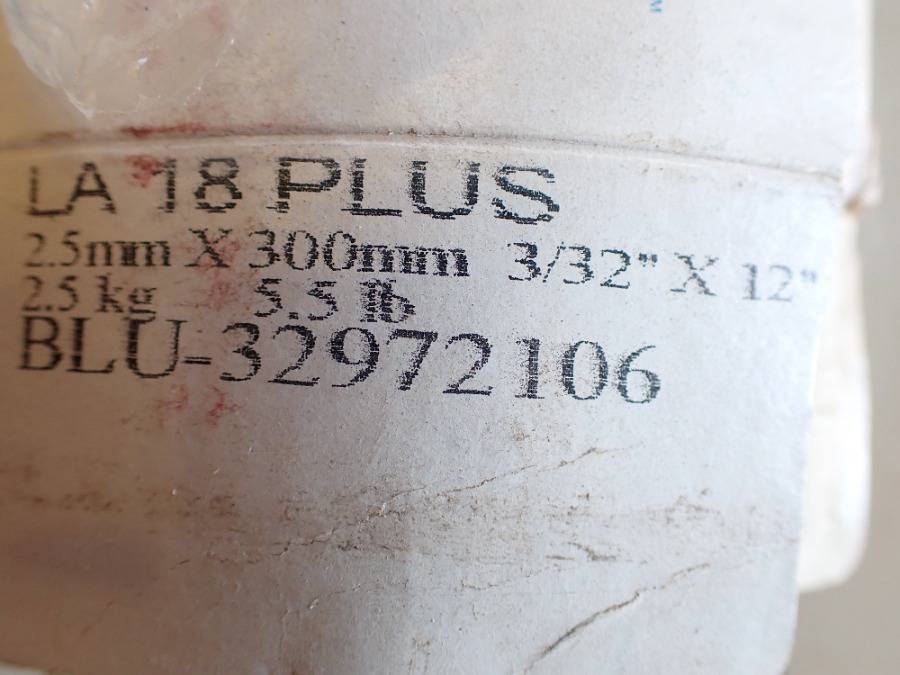 LA 18 PLUS
2.5mm X 300mm 3/32" X 12"
2.5 kg 5.5 lb
BLU-32972106